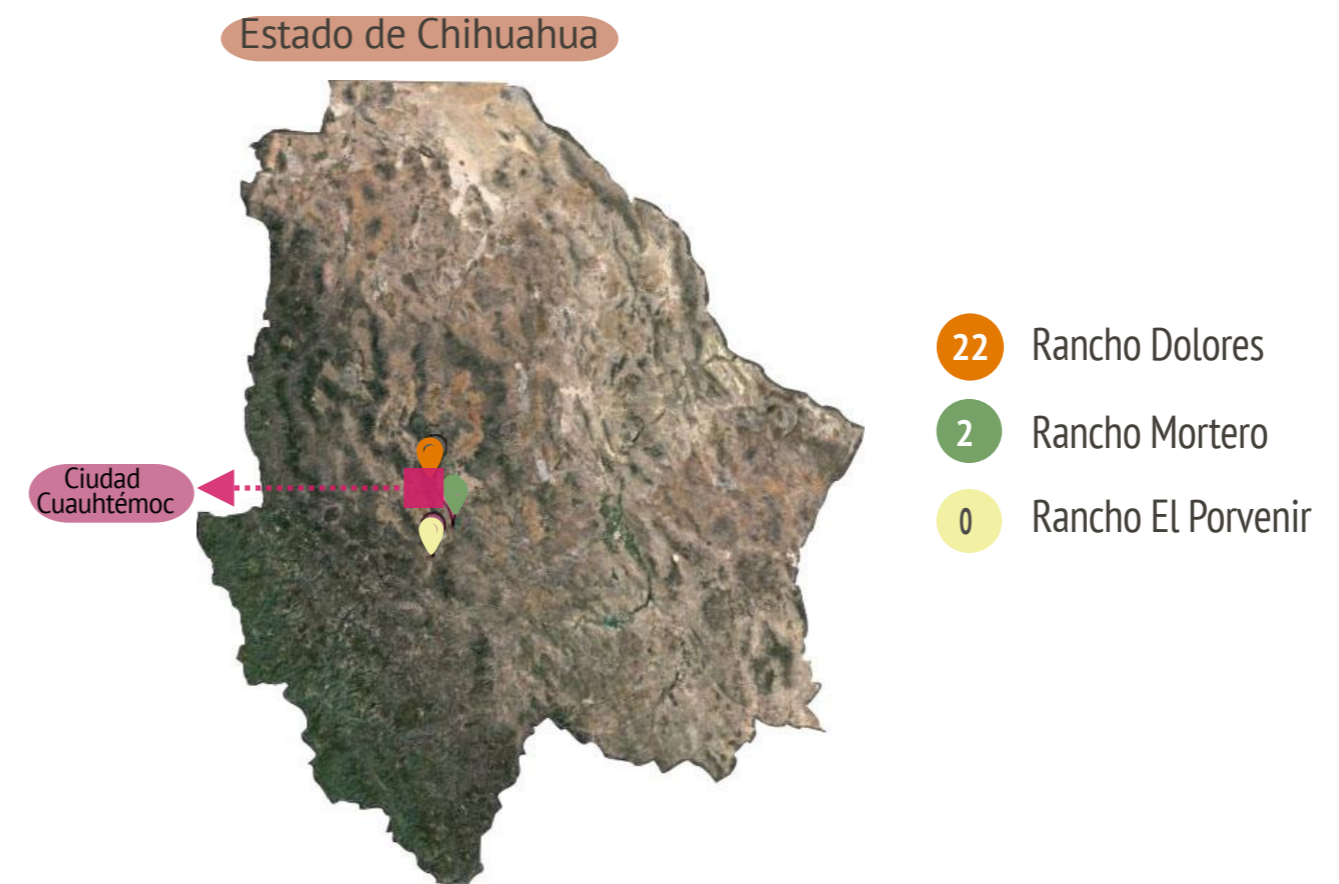 Estado de Chihuahua
Ciudad
Cuauhtémoc
22 Rancho Dolores
2 Rancho Mortero
0 Rancho El Porvenir